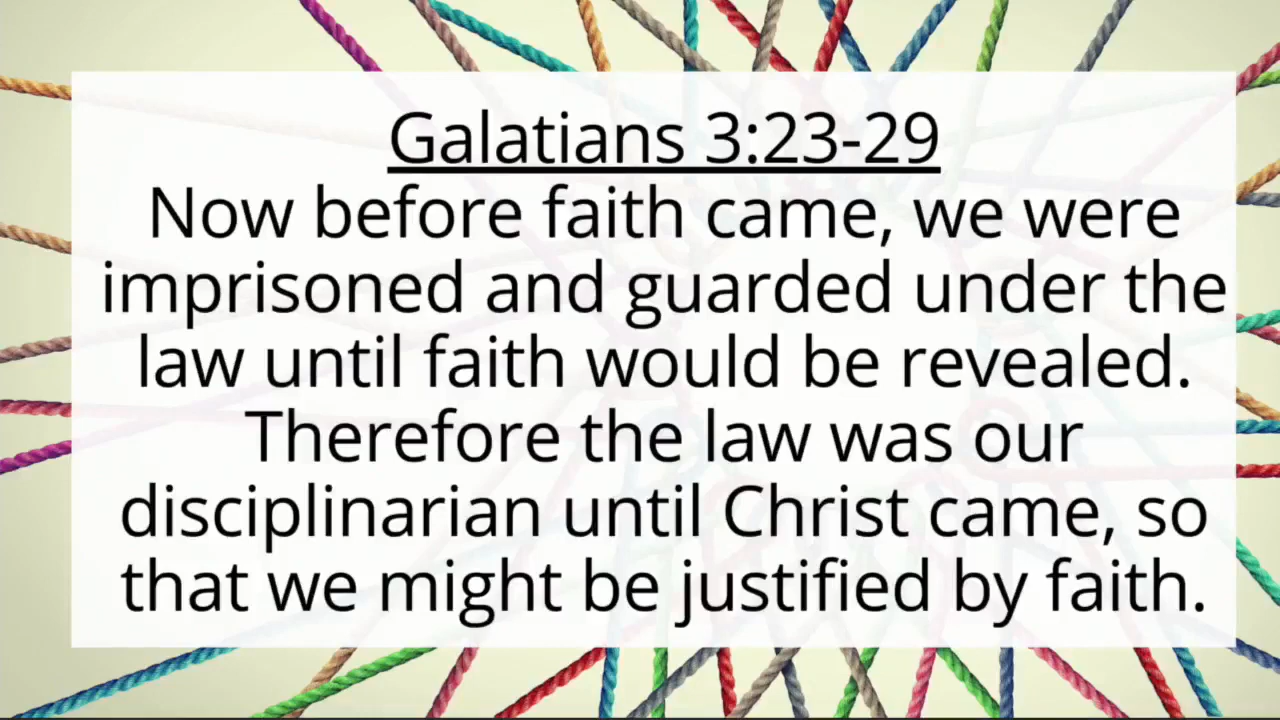 Galatians 3:23-29
Now before faith came, we were
imprisoned and guarded under the
law until faith would be revealed.
Therefore the law was our
disciplinarian until Christ came, so
that we might be justified by faith.